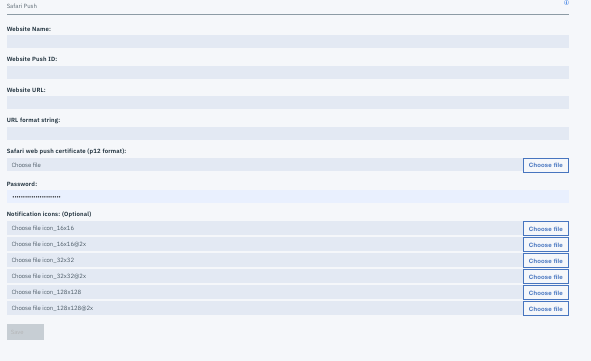 Safari Push
Website Name:
Website Push ID:
Website URL:
URL format string:
Safari web push certificate (p12 format):
Choose file
Choose file
Password:
Notification icons: (Optional)
Choose file icon_16x16
Choose file
Choose file icon_16x16@2x
Choose file
Choose file icon_32x32
Choose file
Choose file icon_32x32@2x
Choose file
Choose file icon_128x128
Choose file
Choose file icon_128x128@2x
Choose file